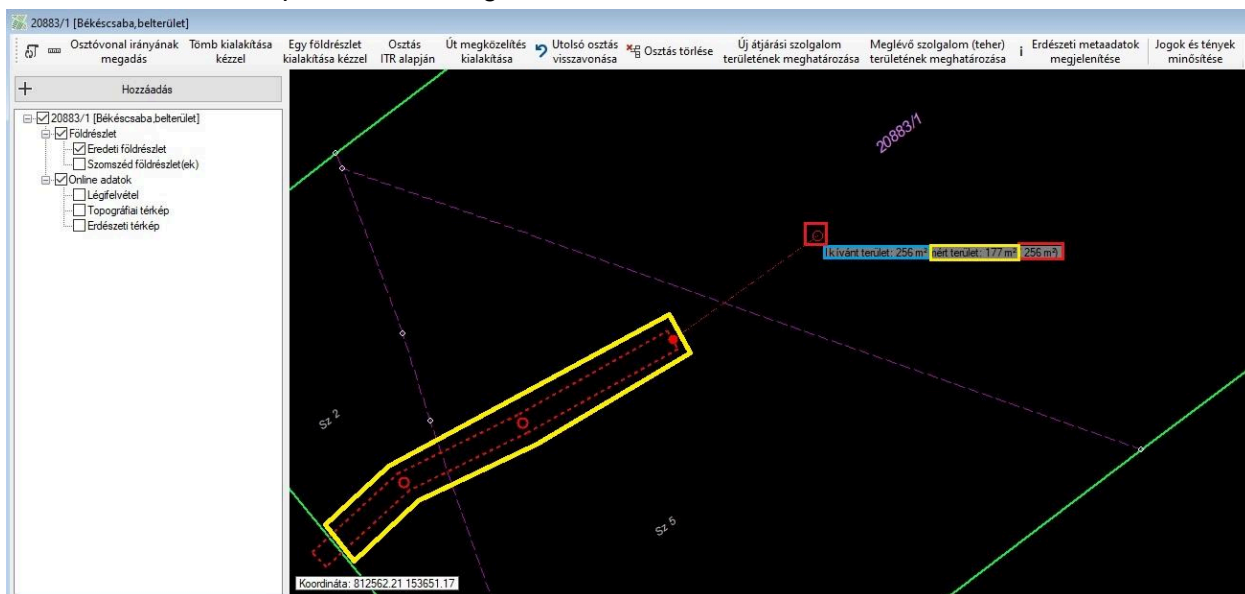 20883/1 [Békéscsaba,belterület]
Osztóvonal irányának megadás
Tömb kialakítása kézzel
Egy földrészlet kialakítása kézzel
Osztás ITR alapján
Út megközelítés kialakítása
Utolsó osztás visszavonása
Osztás törlése
Új átjárási szolgalom területének meghatározása
Meglévő szolgalom (teher) területének meghatározása
i
Erdészeti metaadatok megjelenítése
Jogok és tények minősítése
+ Hozzáadás
20883/1 [Békéscsaba,belterület]
Földrészlet
Eredeti földrészlet
Szomszéd földrészlet(ek)
Online adatok
Légifelvétel
Topográfiai térkép
Erdészeti térkép
20883/1
kívánt terület: 256 m² mért terület: 177 m² 256 m²)
Sz 2
Sz 5
Koordináta: 812562.21 153651.17